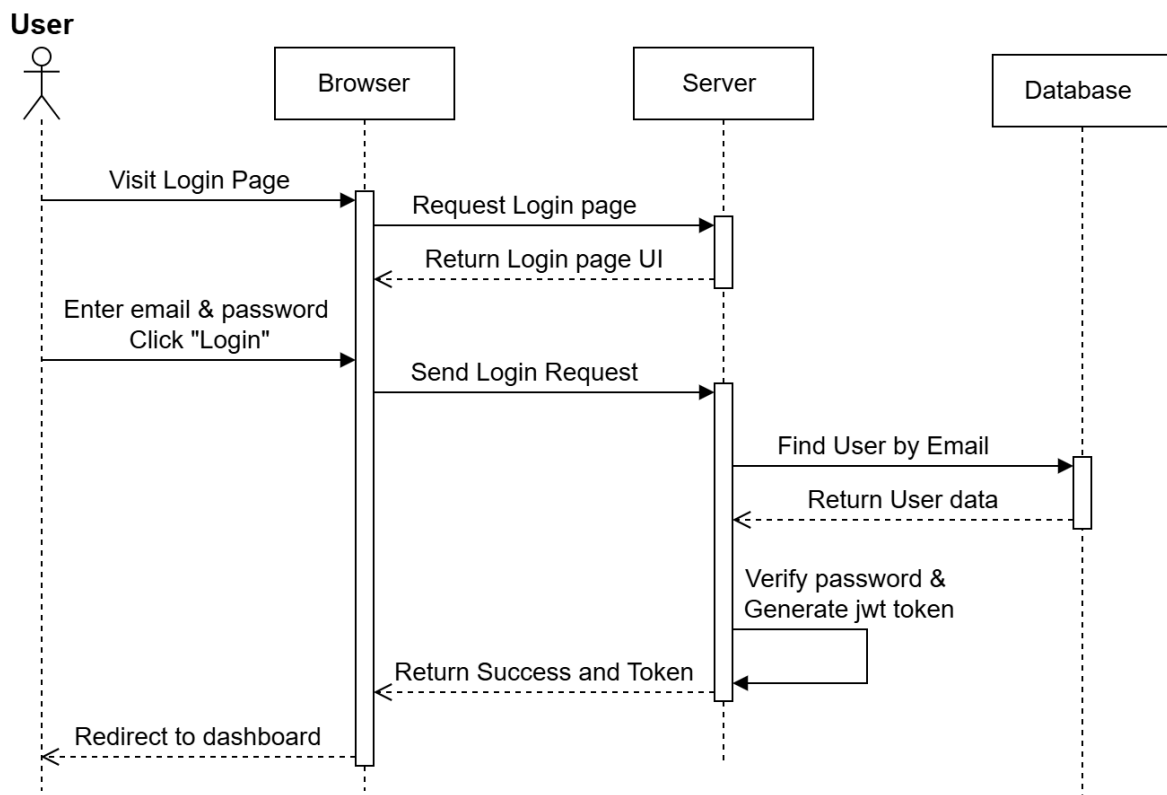 User
Browser
Server
Database
Visit Login Page
Request Login page
Return Login page UI
Enter email & password
Click "Login"
Send Login Request
Find User by Email
Return User data
Verify password &
Generate jwt token
Return Success and Token
Redirect to dashboard